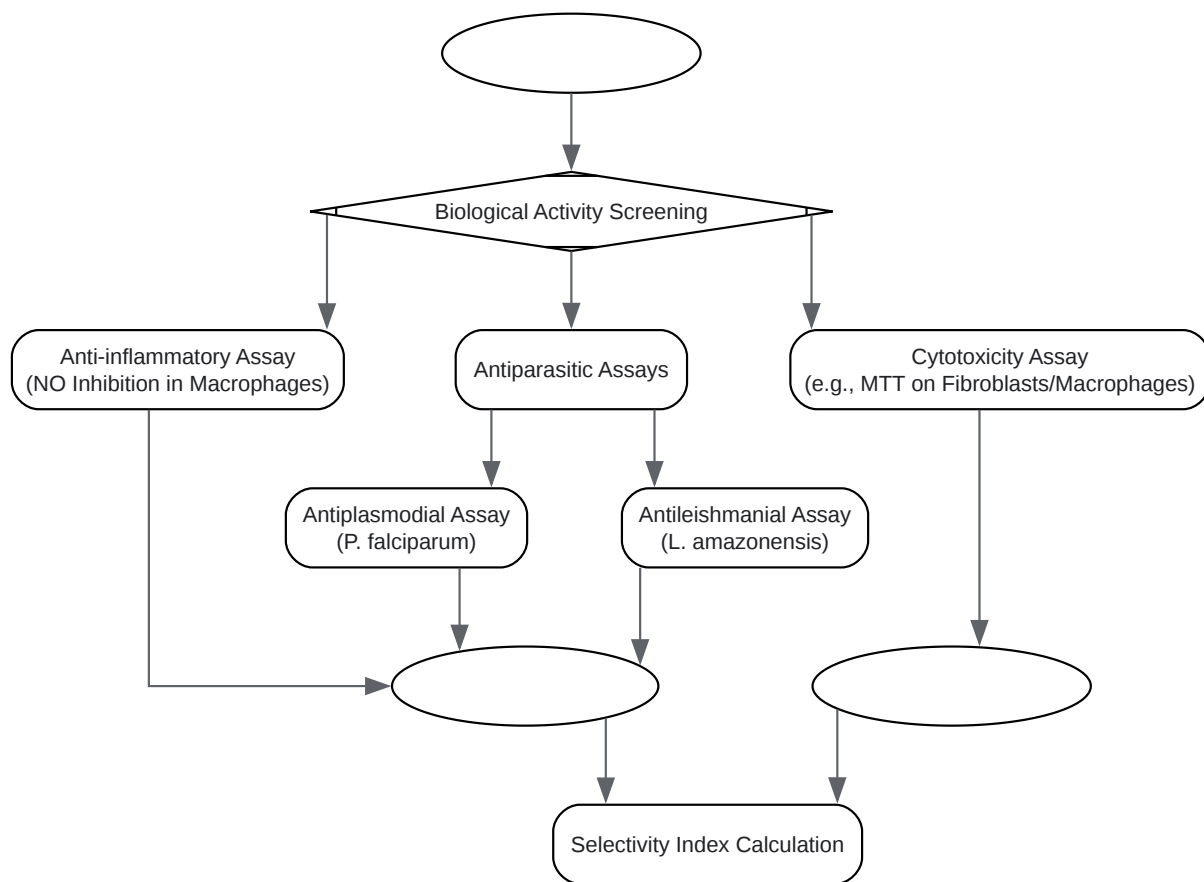 Biological Activity Screening
Anti-inflammatory Assay
(NO Inhibition in Macrophages)
Antiparasitic Assays
Cytotoxicity Assay
(e.g., MTT on Fibroblasts/Macrophages)
Antiplasmodial Assay
(P. falciparum)
Antileishmanial Assay
(L. amazonensis)
Selectivity Index Calculation